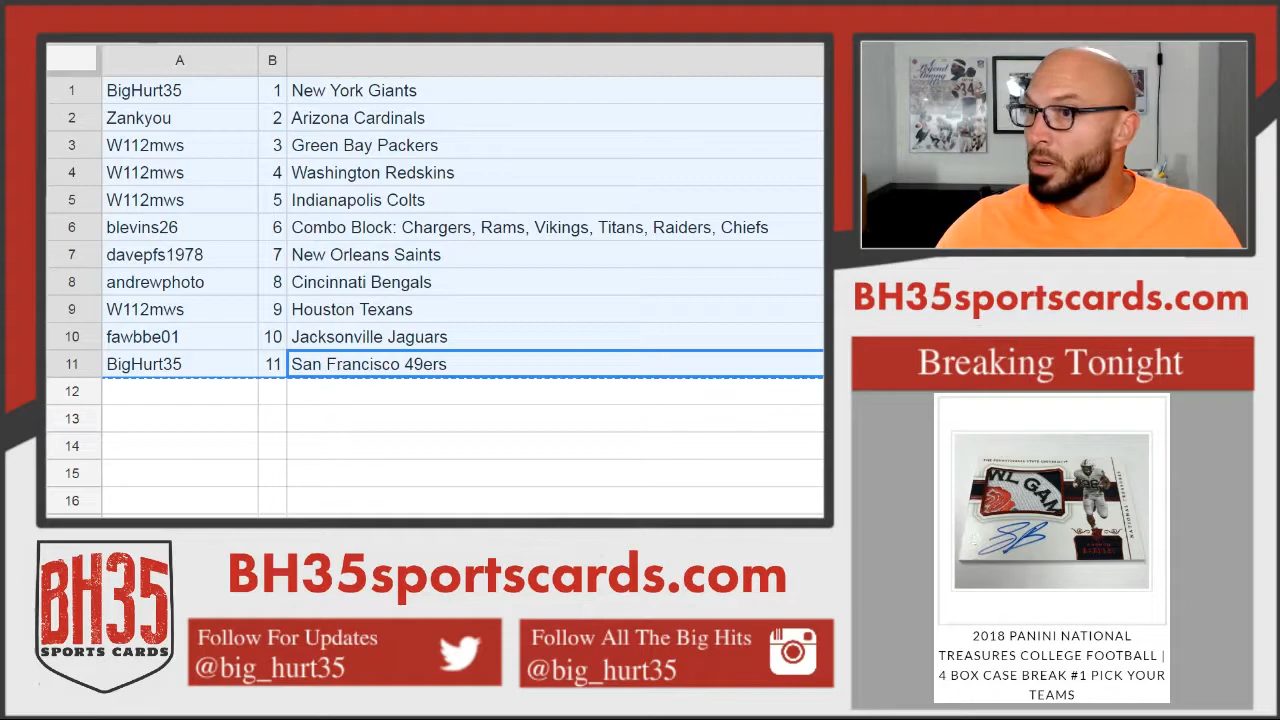 A B
1 BigHurt35 1 New York Giants
2 Zankyou 2 Arizona Cardinals
3 W112mws 3 Green Bay Packers
4 W112mws 4 Washington Redskins
5 W112mws 5 Indianapolis Colts
6 blevins26 6 Combo Block: Chargers, Rams, Vikings, Titans, Raiders, Chiefs
7 davepfs1978 7 New Orleans Saints
8 andrewphoto 8 Cincinnati Bengals
9 W112mws 9 Houston Texans
10 fawbbe01 10 Jacksonville Jaguars
11 BigHurt35 11 San Francisco 49ers
12
13
14
15
16
Legend
34
BH35sportscards.com
Breaking Tonight
NATIONAL TREASURES
2018 PANINI NATIONAL
TREASURES COLLEGE FOOTBALL |
4 BOX CASE BREAK #1 PICK YOUR
TEAMS
BH35
SPORTS CARDS
BH35sportscards.com
Follow For Updates
@big_hurt35
Follow All The Big Hits
@big_hurt35